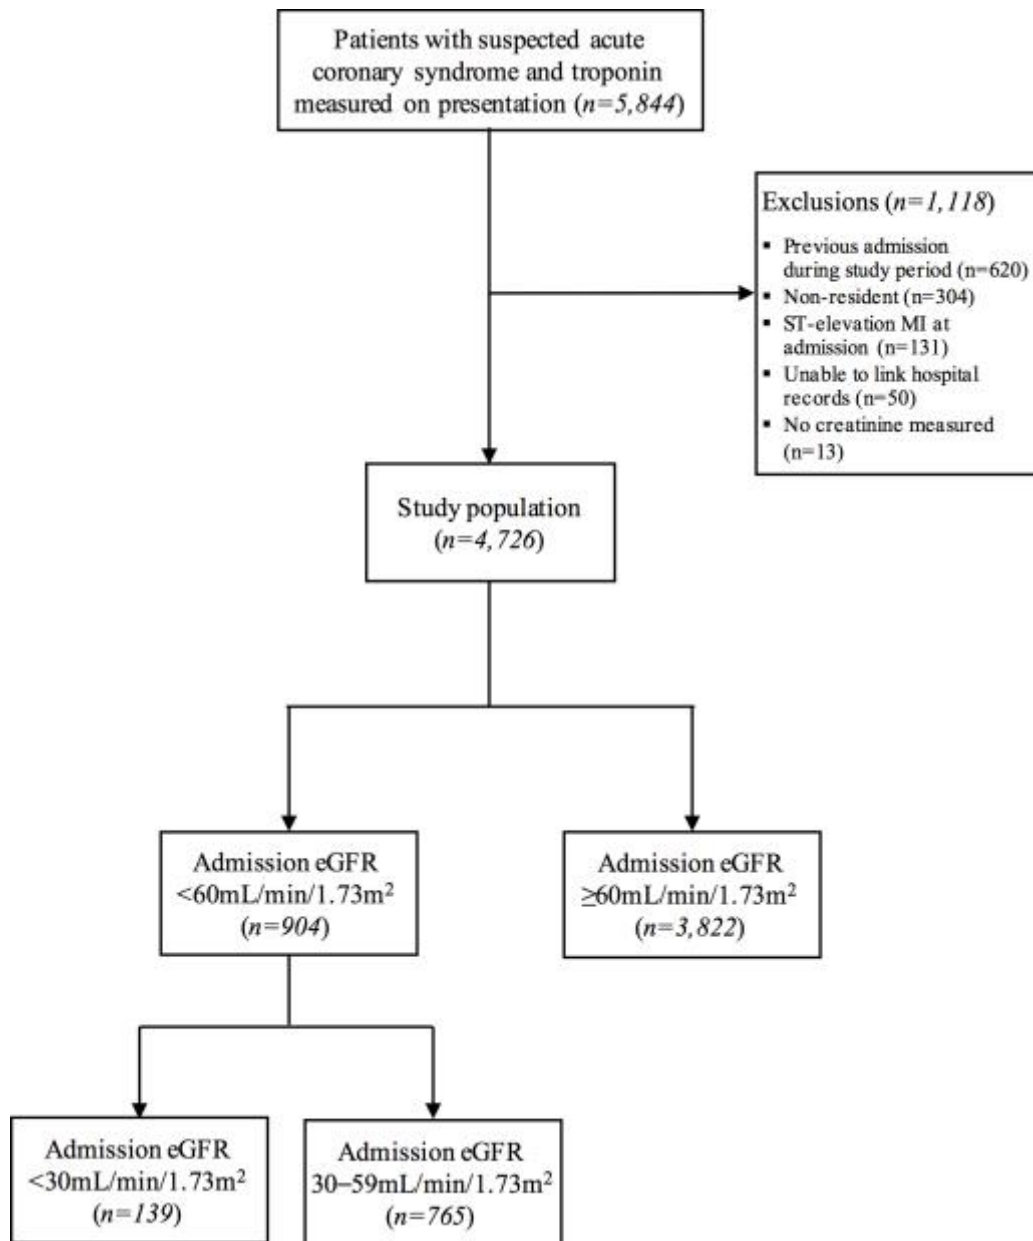 Patients with suspected acute
coronary syndrome and troponin
measured on presentation (n=5,844)
Exclusions (n=1,118)
▪ Previous admission
during study period (n=620)
▪ Non-resident (n=304)
▪ ST-elevation MI at
admission (n=131)
▪ Unable to link hospital
records (n=50)
▪ No creatinine measured
(n=13)
Study population
(n=4,726)
Admission eGFR
<60mL/min/1.73m²
(n=904)
Admission eGFR
≥60mL/min/1.73m²
(n=3,822)
Admission eGFR
<30mL/min/1.73m²
(n=139)
Admission eGFR
30–59mL/min/1.73m²
(n=765)